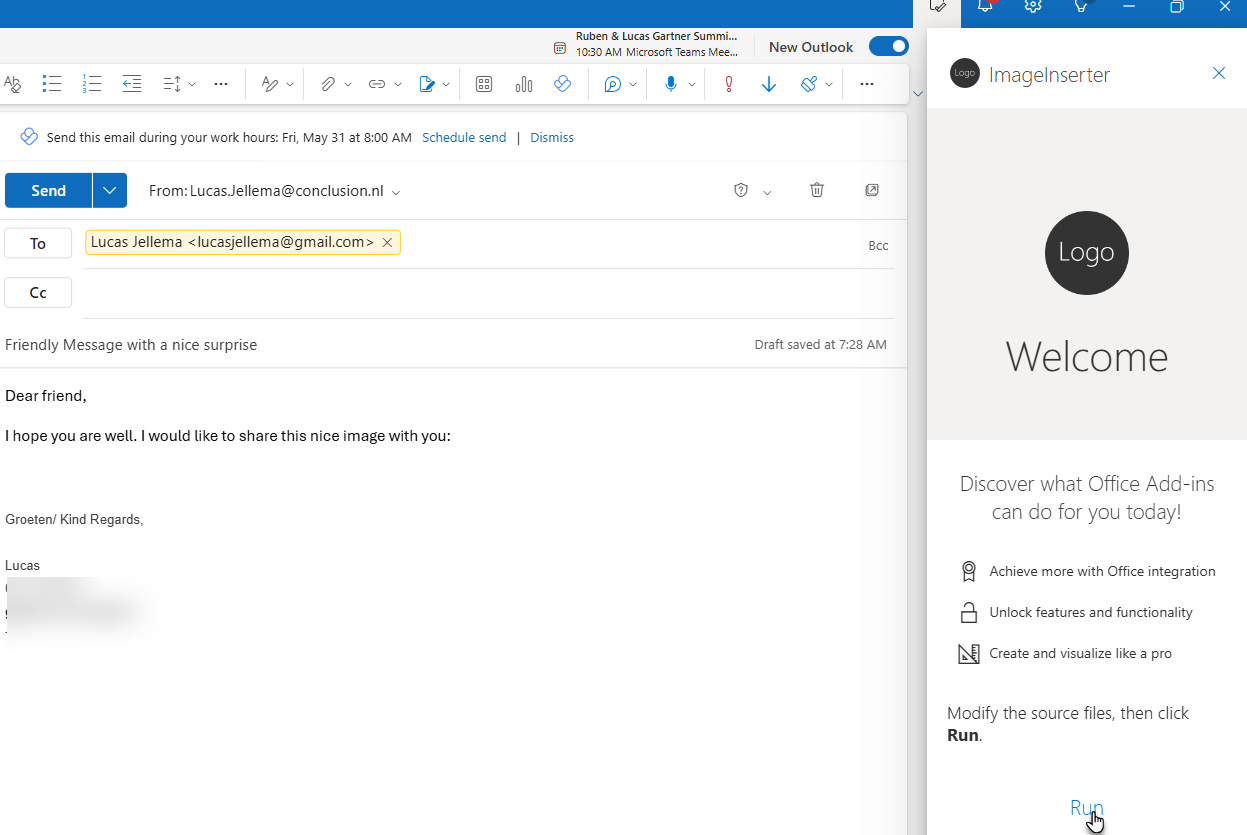 Ruben & Lucas Gartner Summi...
10:30 AM Microsoft Teams Mee...
New Outlook
Send this email during your work hours: Fri, May 31 at 8:00 AM Schedule send | Dismiss
Send
From: Lucas.Jellema@conclusion.nl
To
Lucas Jellema <lucasjellema@gmail.com>
Bcc
Cc
Friendly Message with a nice surprise
Draft saved at 7:28 AM
Dear friend,
I hope you are well. I would like to share this nice image with you:
Groeten/ Kind Regards,
Lucas
Logo
ImageInserter
Logo
Welcome
Discover what Office Add-ins
can do for you today!
Achieve more with Office integration
Unlock features and functionality
Create and visualize like a pro
Modify the source files, then click
Run.
Run